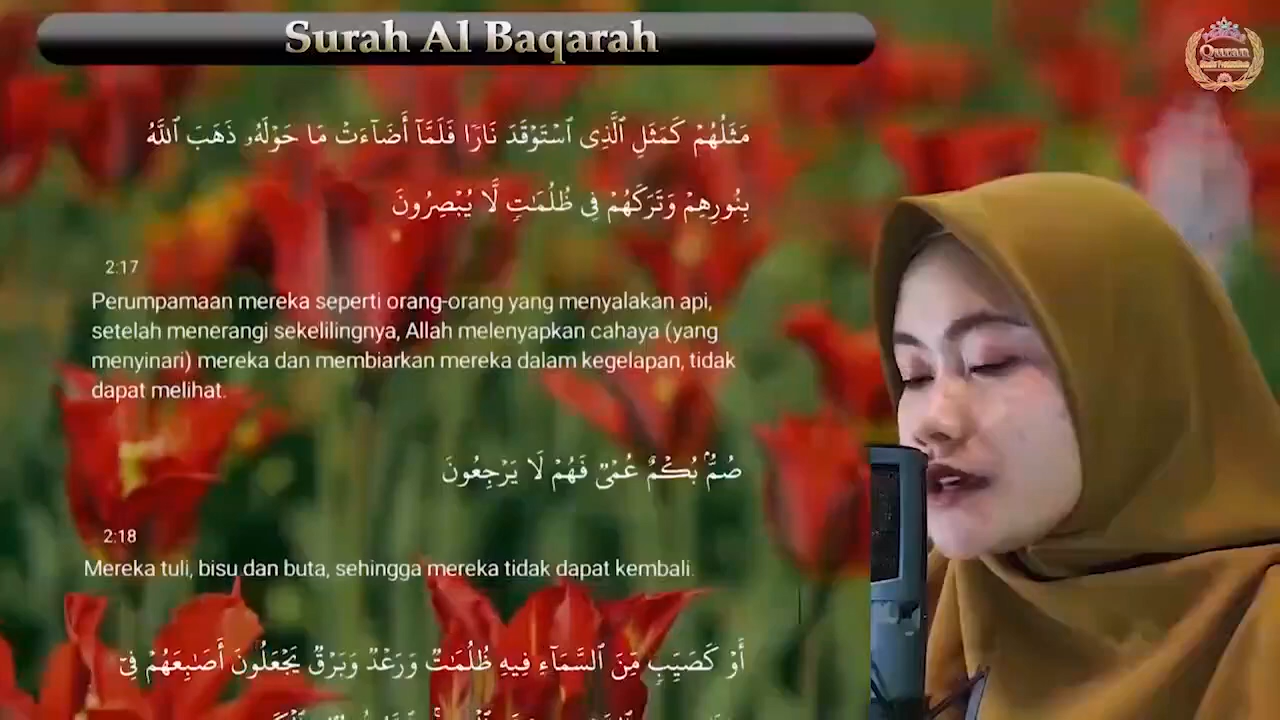 Surah Al Baqarah
Quran
مَثَلُهُمْ كَمَثَلِ ٱلَّذِى ٱسْتَوْقَدَ نَارًا فَلَمَّآ أَضَآءَتْ مَا حَوْلَهُۥ ذَهَبَ ٱللَّهُ
بِنُورِهِمْ وَتَرَكَهُمْ فِى ظُلُمَـٰتٍ لَّا يُبْصِرُونَ
2:17
Perumpamaan mereka seperti orang-orang yang menyalakan api,
setelah menerangi sekelilingnya, Allah melenyapkan cahaya (yang
menyinari) mereka dan membiarkan mereka dalam kegelapan, tidak
dapat melihat.
صُمٌّۢ بُكْمٌ عُمْىٌ فَهُمْ لَا يَرْجِعُونَ
2:18
Mereka tuli, bisu dan buta, sehingga mereka tidak dapat kembali.
أَوْ كَصَيِّبٍ مِّنَ ٱلسَّمَآءِ فِيهِ ظُلُمَـٰتٌ وَرَعْدٌ وَبَرْقٌ يَجْعَلُونَ أَصَـٰبِعَهُمْ فِىٓ